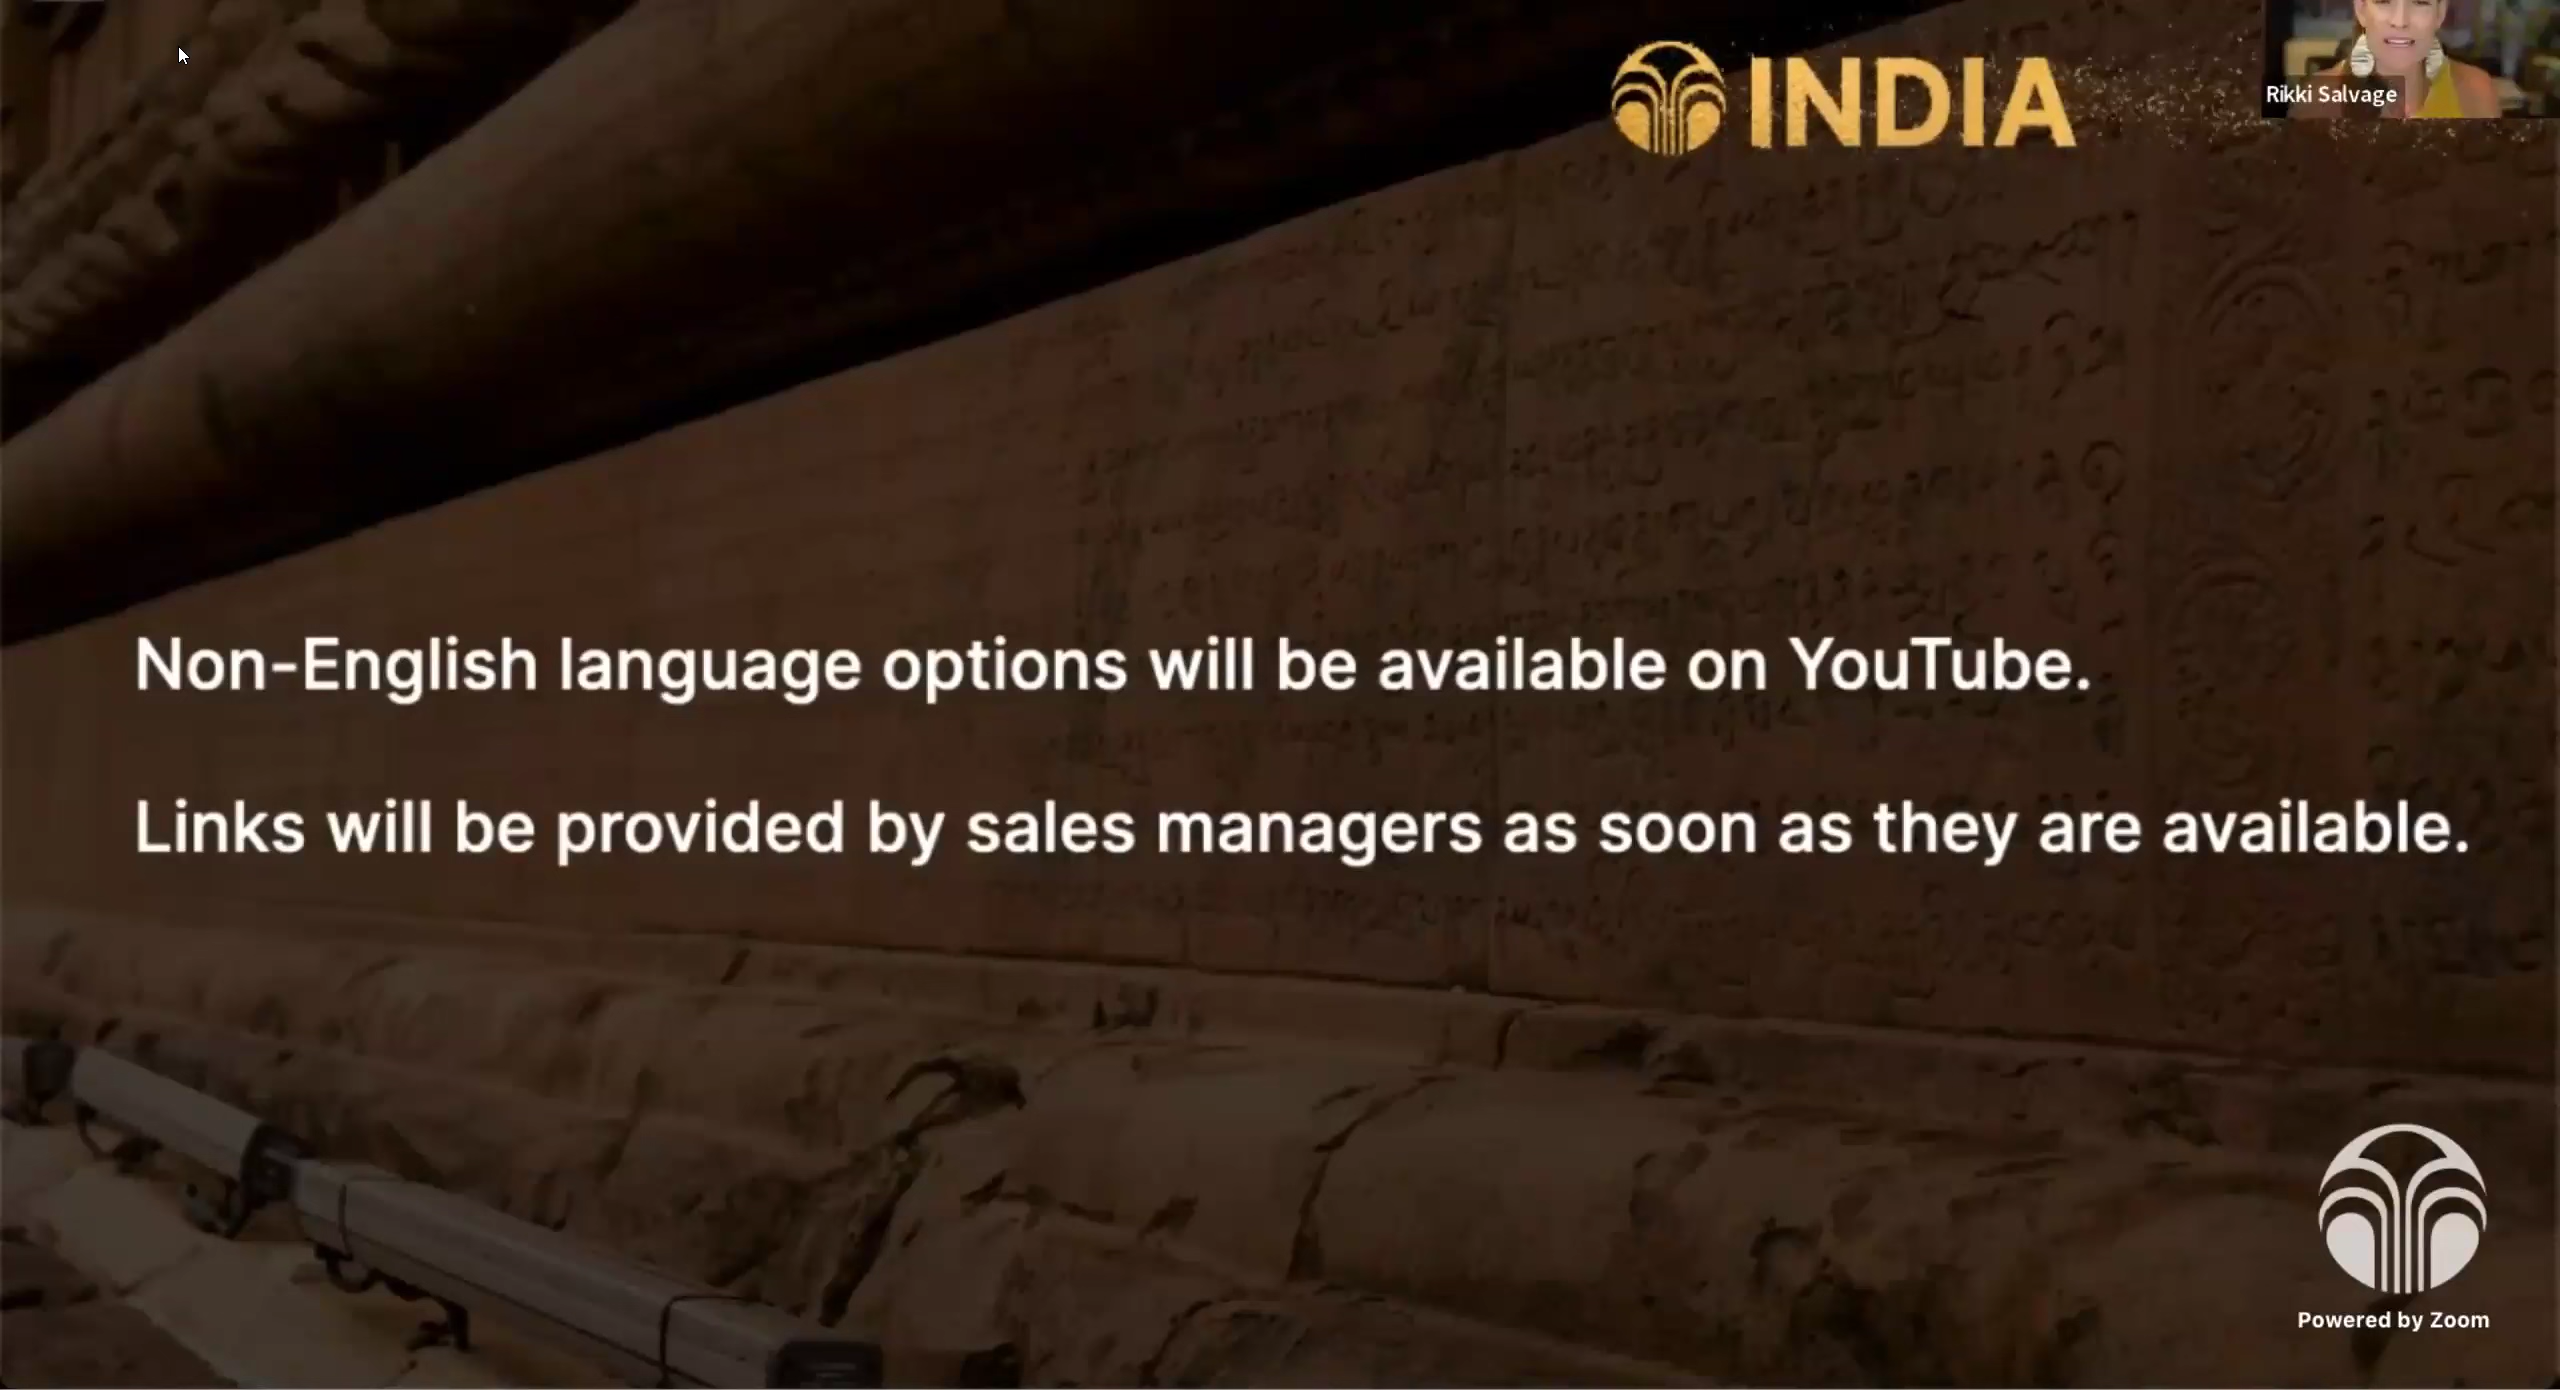 INDIA
Rikki Salvage
Non-English language options will be available on YouTube.
Links will be provided by sales managers as soon as they are available.
Powered by Zoom